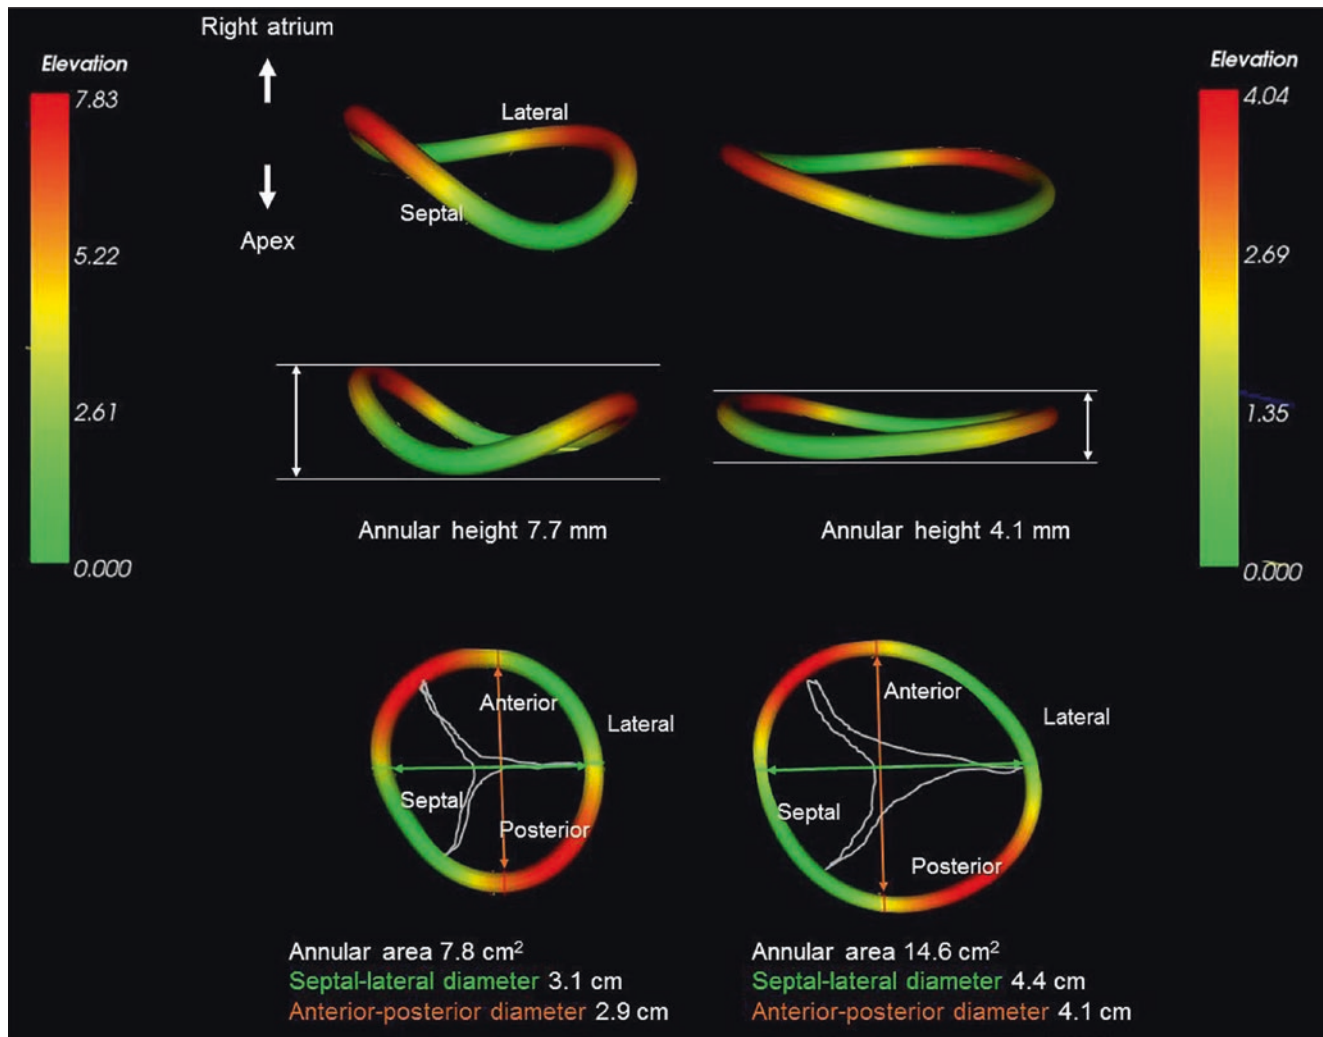 Right atrium
Elevation
7.83
5.22
2.61
0.000
Apex
Lateral
Septal
Elevation
4.04
2.69
1.35
0.000
Annular height 7.7 mm
Annular height 4.1 mm
Anterior
Lateral
Septal
Posterior
Anterior
Lateral
Septal
Posterior
Annular area 7.8 cm²
Septal-lateral diameter 3.1 cm
Anterior-posterior diameter 2.9 cm
Annular area 14.6 cm²
Septal-lateral diameter 4.4 cm
Anterior-posterior diameter 4.1 cm